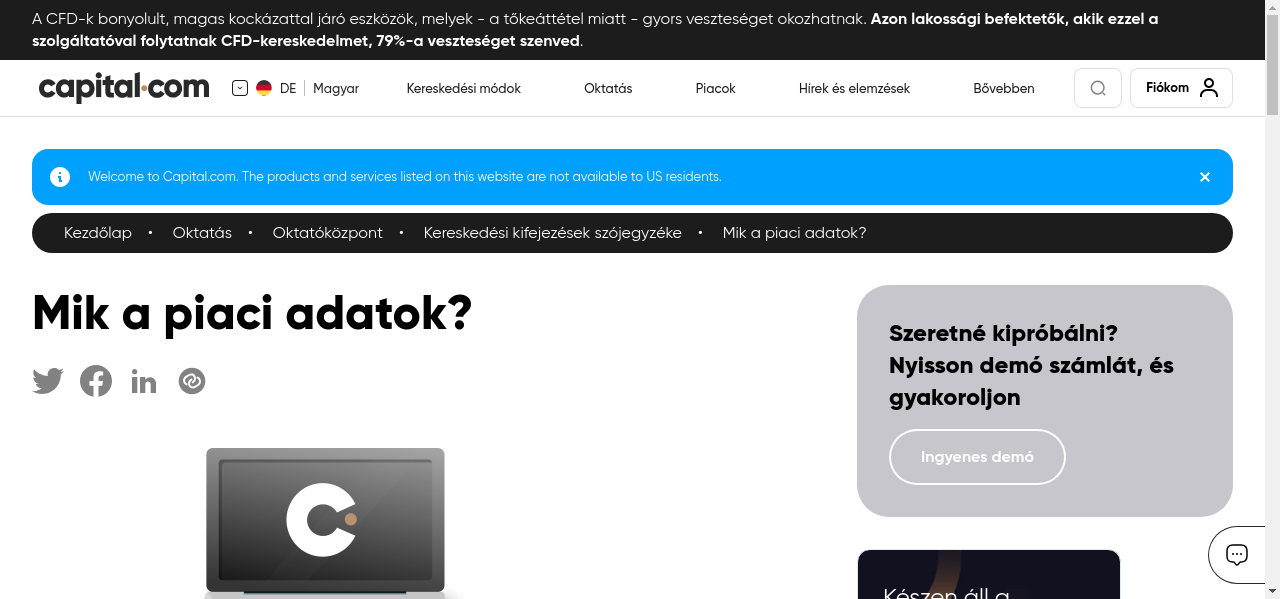 A CFD-k bonyolult, magas kockázattal járó eszközök, melyek - a tőkeáttétel miatt - gyors veszteséget okozhatnak. Azon lakossági befektetők, akik ezzel a
szolgáltatóval folytatnak CFD-kereskedelmet, 79%-a veszteséget szenved.
capital.com
DE
Magyar
Kereskedési módok
Oktatás
Piacok
Hírek és elemzések
Bővebben
Fiókom
Welcome to Capital.com. The products and services listed on this website are not available to US residents.
Kezdőlap • Oktatás • Oktatóközpont • Kereskedési kifejezések szójegyzéke • Mik a piaci adatok?
Mik a piaci adatok?
Szeretné kipróbálni?
Nyisson demó számlát, és
gyakoroljon
Ingyenes demó
Készen áll a